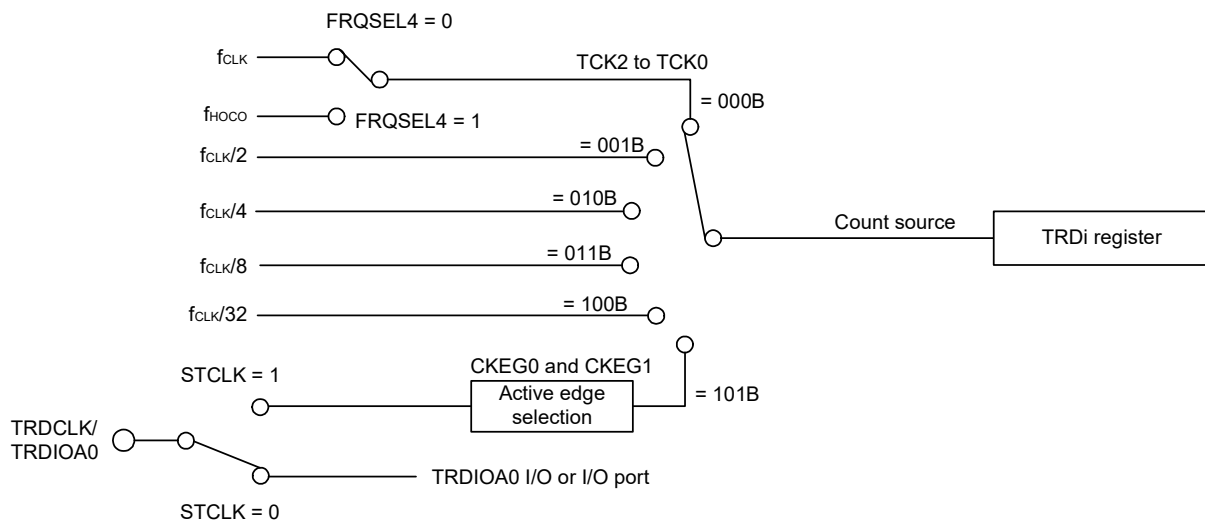 FRQSEL4 = 0
fCLK
TCK2 to TCK0
= 000B
fHOCO
FRQSEL4 = 1
fCLK/2
= 001B
fCLK/4
= 010B
Count source
TRDi register
fCLK/8
= 011B
fCLK/32
= 100B
STCLK = 1
CKEG0 and CKEG1
Active edge
selection
= 101B
TRDCLK/
TRDIOA0
TRDIOA0 I/O or I/O port
STCLK = 0